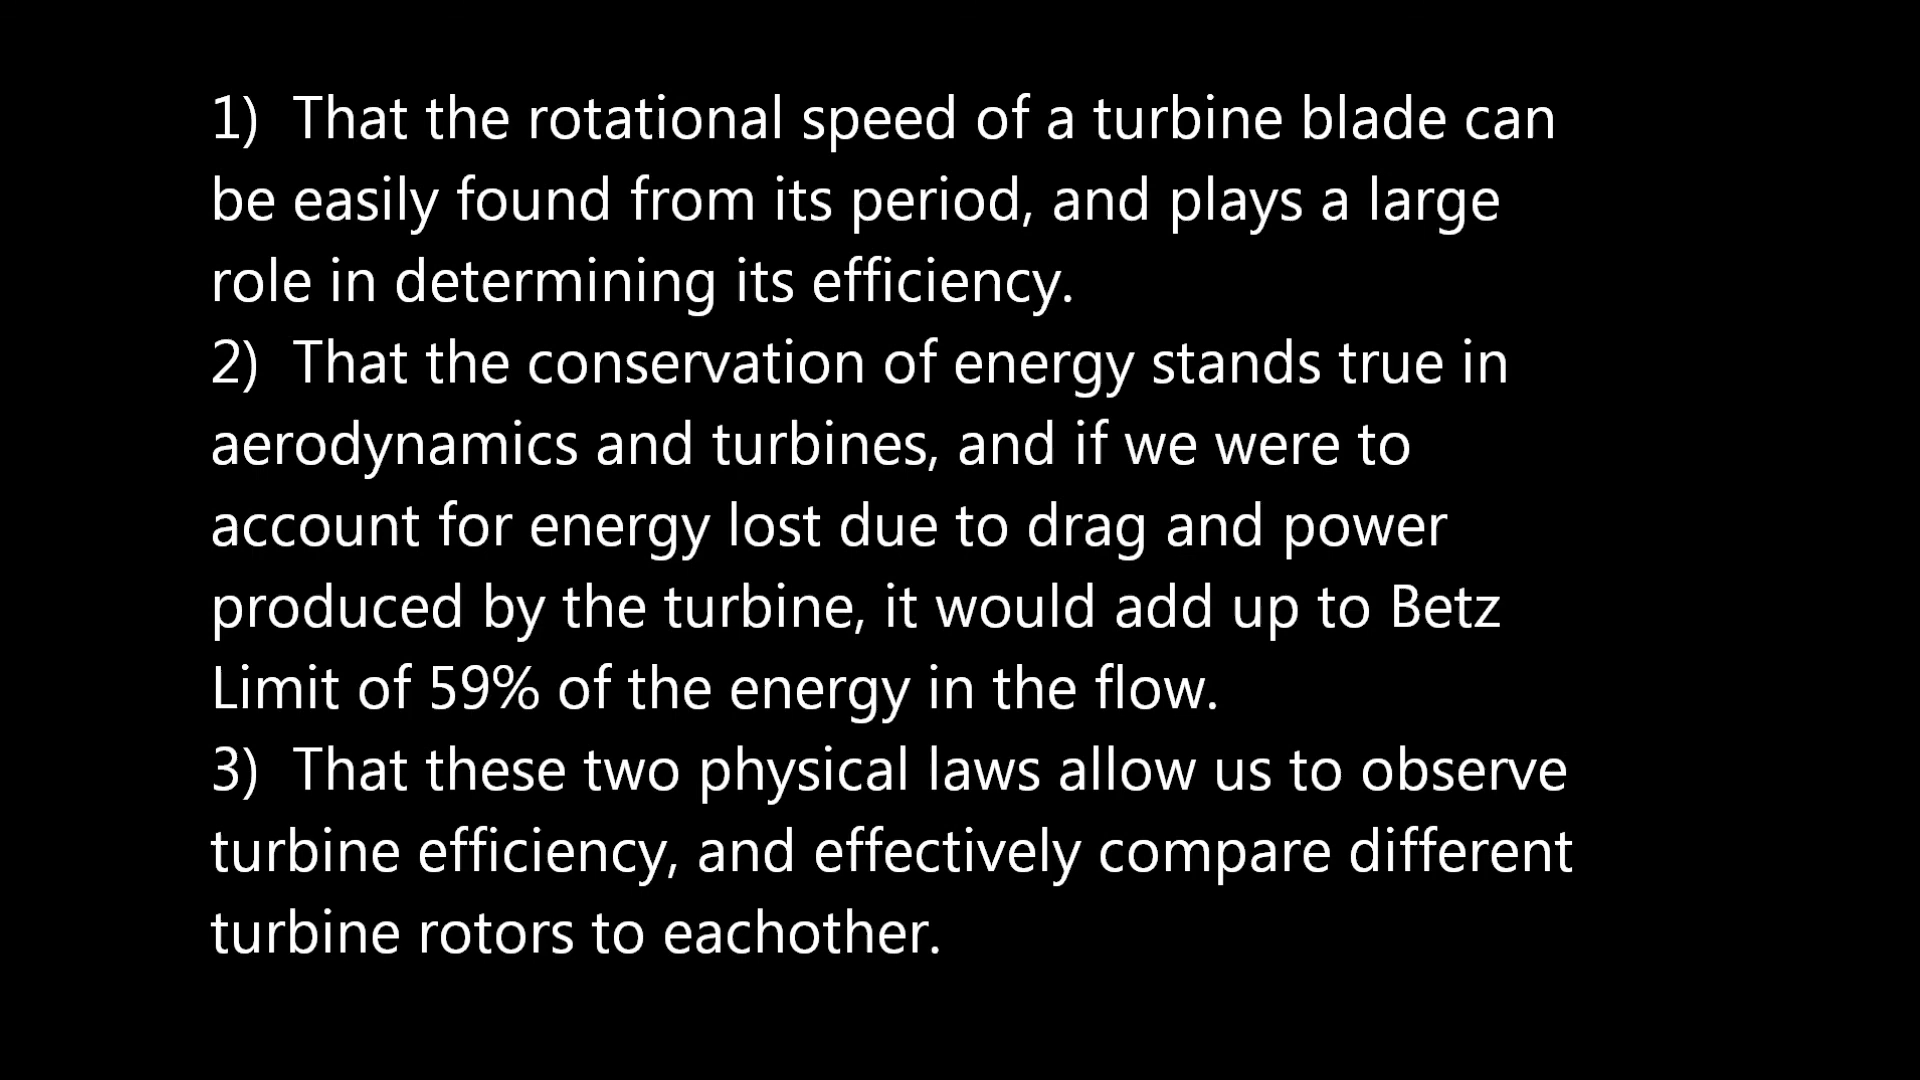 1)  That the rotational speed of a turbine blade can
be easily found from its period, and plays a large
role in determining its efficiency.
2)  That the conservation of energy stands true in
aerodynamics and turbines, and if we were to
account for energy lost due to drag and power
produced by the turbine, it would add up to Betz
Limit of 59% of the energy in the flow.
3)  That these two physical laws allow us to observe
turbine efficiency, and effectively compare different
turbine rotors to eachother.